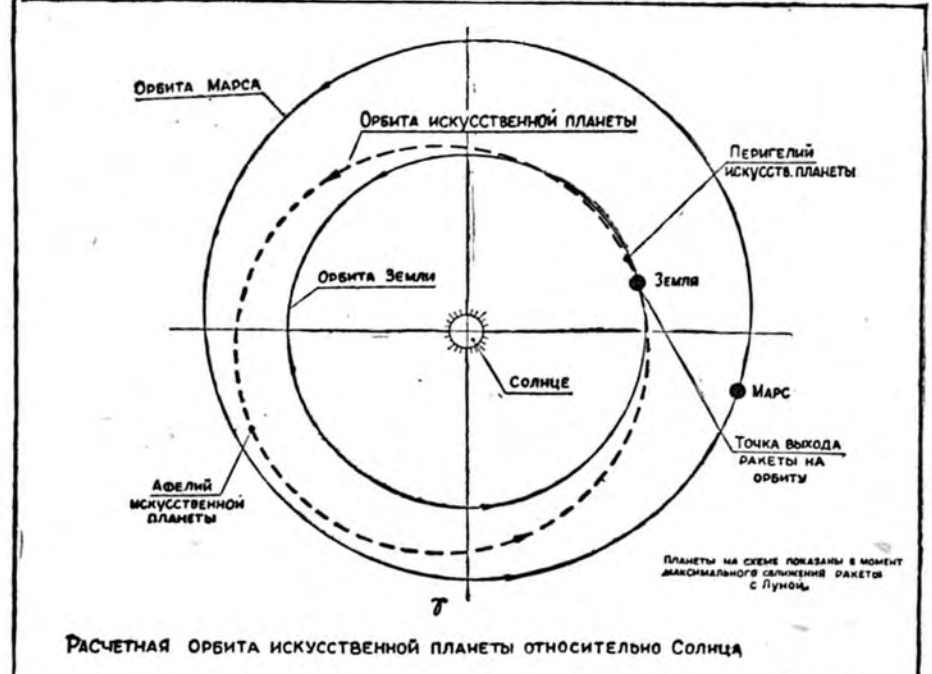 Орбита Марса
Орбита искусственной планеты
Перигелий
искусств. планеты
Орбита Земли
Земля
Солнце
Марс
Точка выхода
ракеты на
орбиту
Афелий
искусственной
планеты
Планеты на схеме показаны в момент
максимального сближения ракеты
с Луной.
γ
Расчетная орбита искусственной планеты относительно Солнца